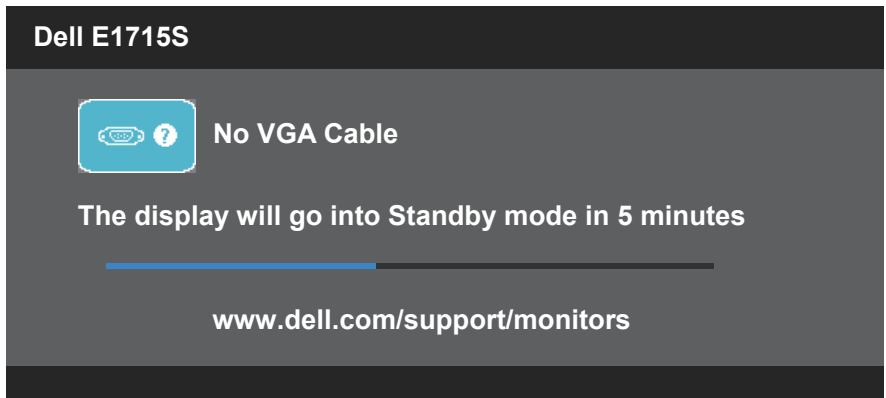 Dell E1715S
?
No VGA Cable
The display will go into Standby mode in 5 minutes
www.dell.com/support/monitors